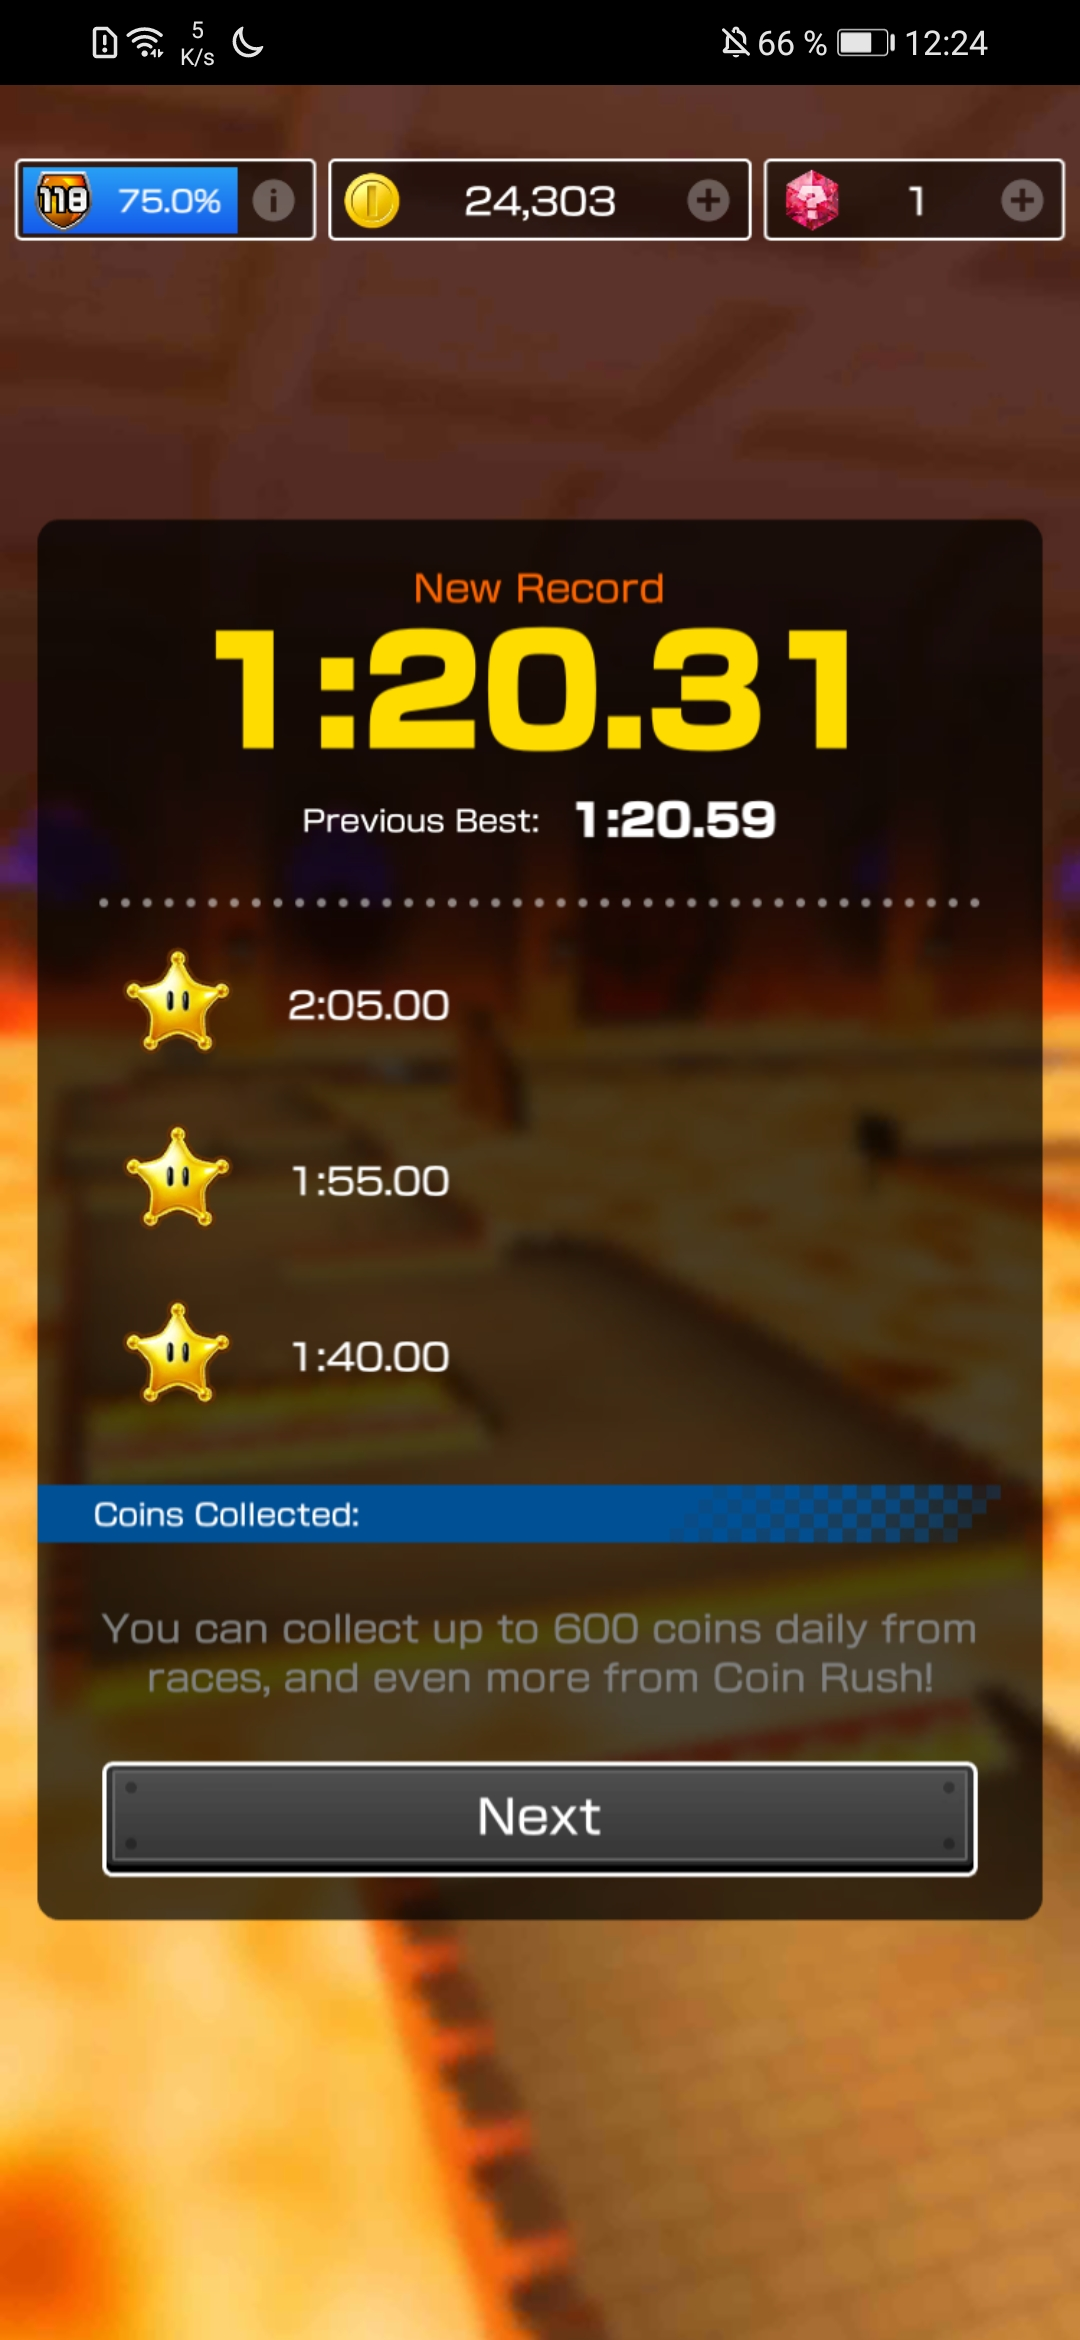 5
K/s
66 %
12:24
118
75.0%
i
24,303
?
1
New Record
1:20.31
Previous Best: 1:20.59
2:05.00
1:55.00
1:40.00
Coins Collected:
You can collect up to 600 coins daily from
races, and even more from Coin Rush!
Next